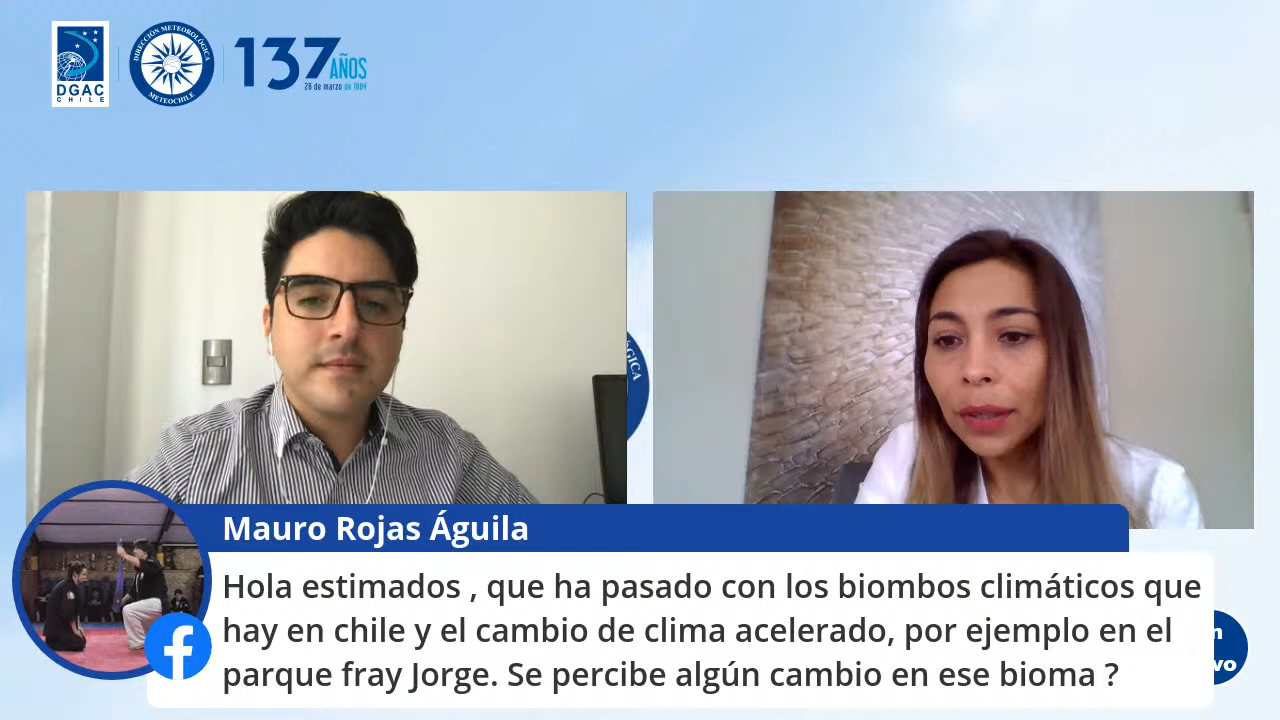 DGAC
CHILE
DIRECCIÓN METEOROLÓGICA
METEOCHILE
137 AÑOS
26 de marzo de 1884
Mauro Rojas Águila
Hola estimados , que ha pasado con los biombos climáticos que
hay en chile y el cambio de clima acelerado, por ejemplo en el
parque fray Jorge. Se percibe algún cambio en ese bioma ?